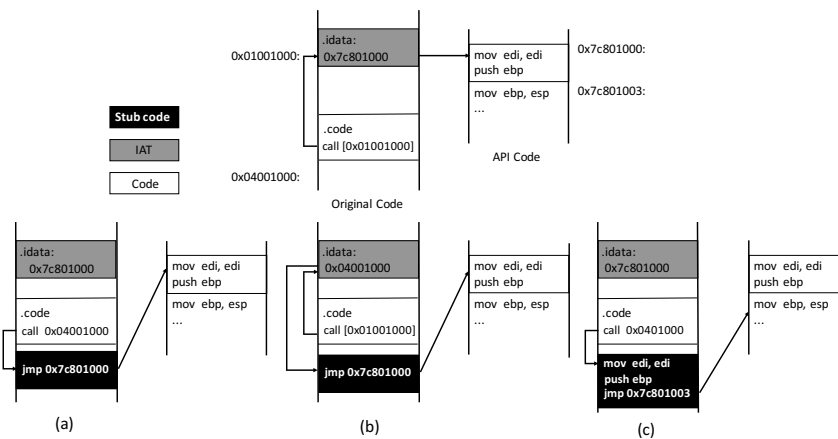 .idata:
0x01001000:
0x7c801000
mov edi, edi
0x7c801000:
push ebp
mov ebp, esp
0x7c801003:
...
Stub code
IAT
Code
.code
call [0x01001000]
API Code
0x04001000:
Original Code
.idata:
0x7c801000
.code
call 0x04001000
jmp 0x7c801000
mov edi, edi
push ebp
mov ebp, esp
...
(a)
.idata:
0x04001000
.code
call [0x01001000]
jmp 0x7c801000
mov edi, edi
push ebp
mov ebp, esp
...
(b)
.idata:
0x7c801000
.code
call 0x0401000
mov edi, edi
push ebp
jmp 0x7c801003
mov edi, edi
push ebp
mov ebp, esp
...
(c)